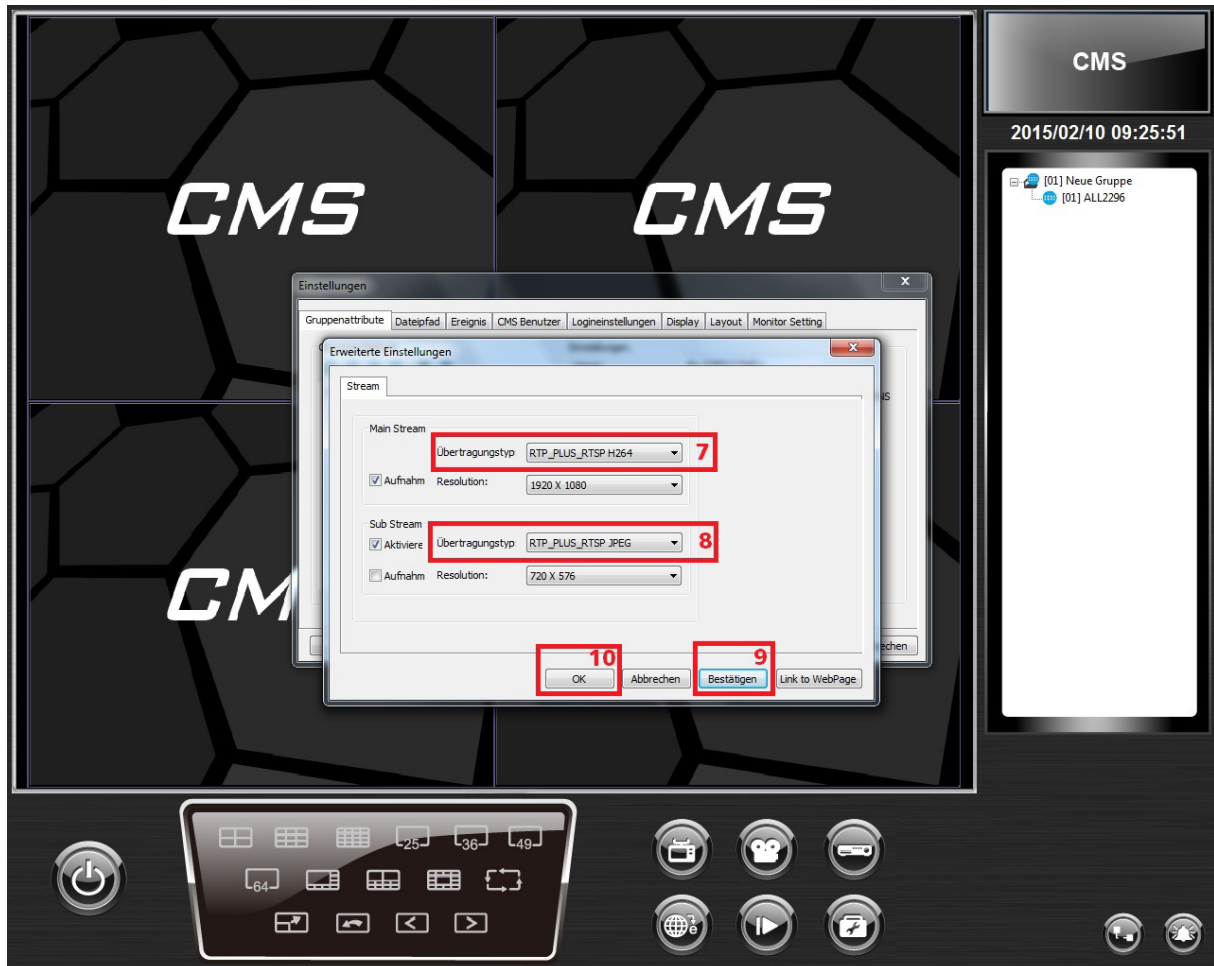 CMS
2015/02/10 09:25:51
[01] Neue Gruppe
[01] ALL2296
CMS
CMS
Einstellungen
x
Gruppenattribute Dateipfad Ereignis CMS Benutzer Logineinstellungen Display Layout Monitor Setting
Erweiterte Einstellungen
x
Stream
Main Stream
Übertragungstyp RTP_PLUS_RTSP H264 7
Aufnahm Resolution: 1920 X 1080
Sub Stream
Aktiviere Übertragungstyp RTP_PLUS_RTSP JPEG 8
Aufnahm Resolution: 720 X 576
CM
echen
10 9
OK Abbrechen Bestätigen Link to WebPage
25 36 49
64